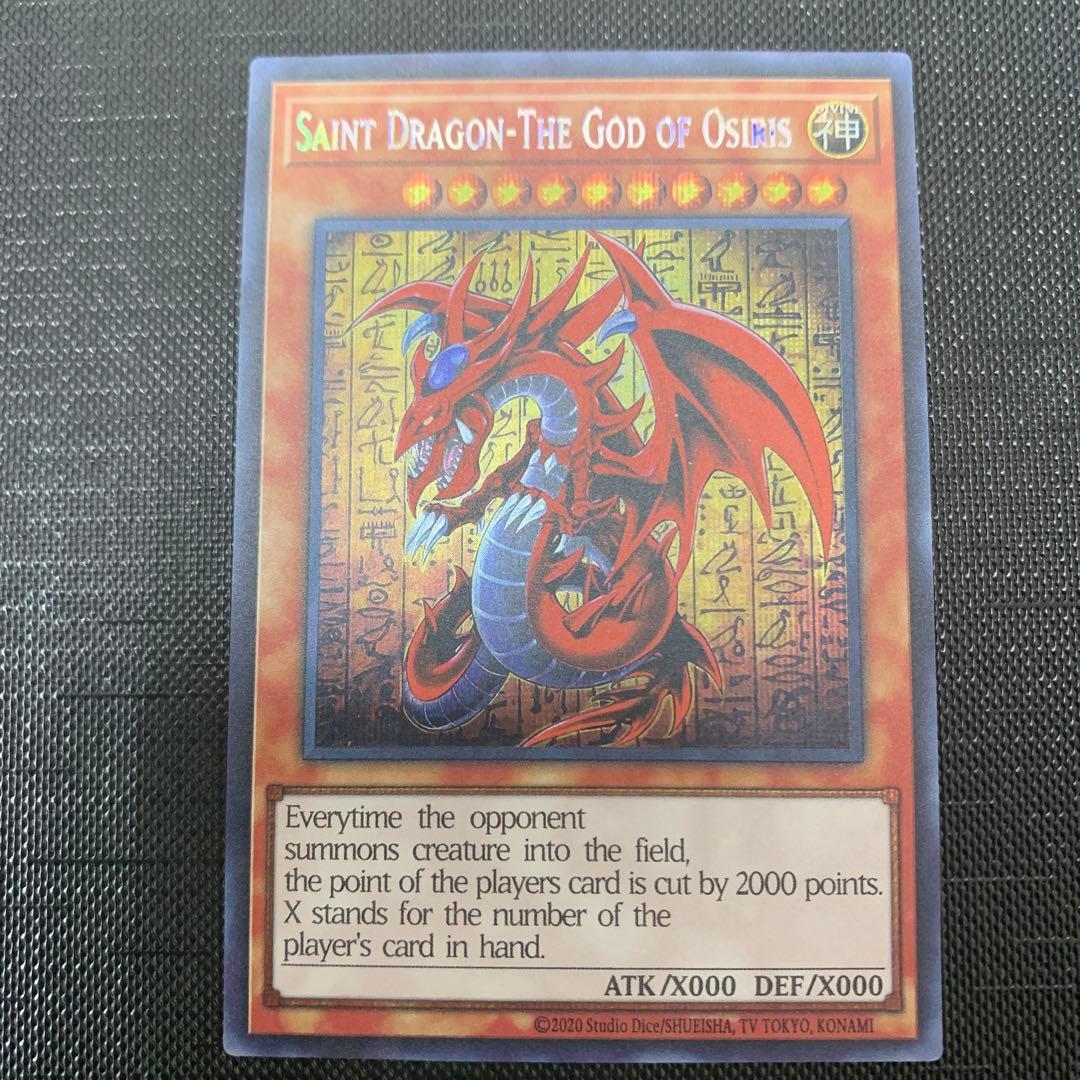 SAINT DRAGON-THE GOD OF OSIRIS
DIVINE
神
Everytime the opponent
summons creature into the field,
the point of the players card is cut by 2000 points.
X stands for the number of the
player's card in hand.
ATK/X000 DEF/X000
©2020 Studio Dice/SHUEISHA, TV TOKYO, KONAMI